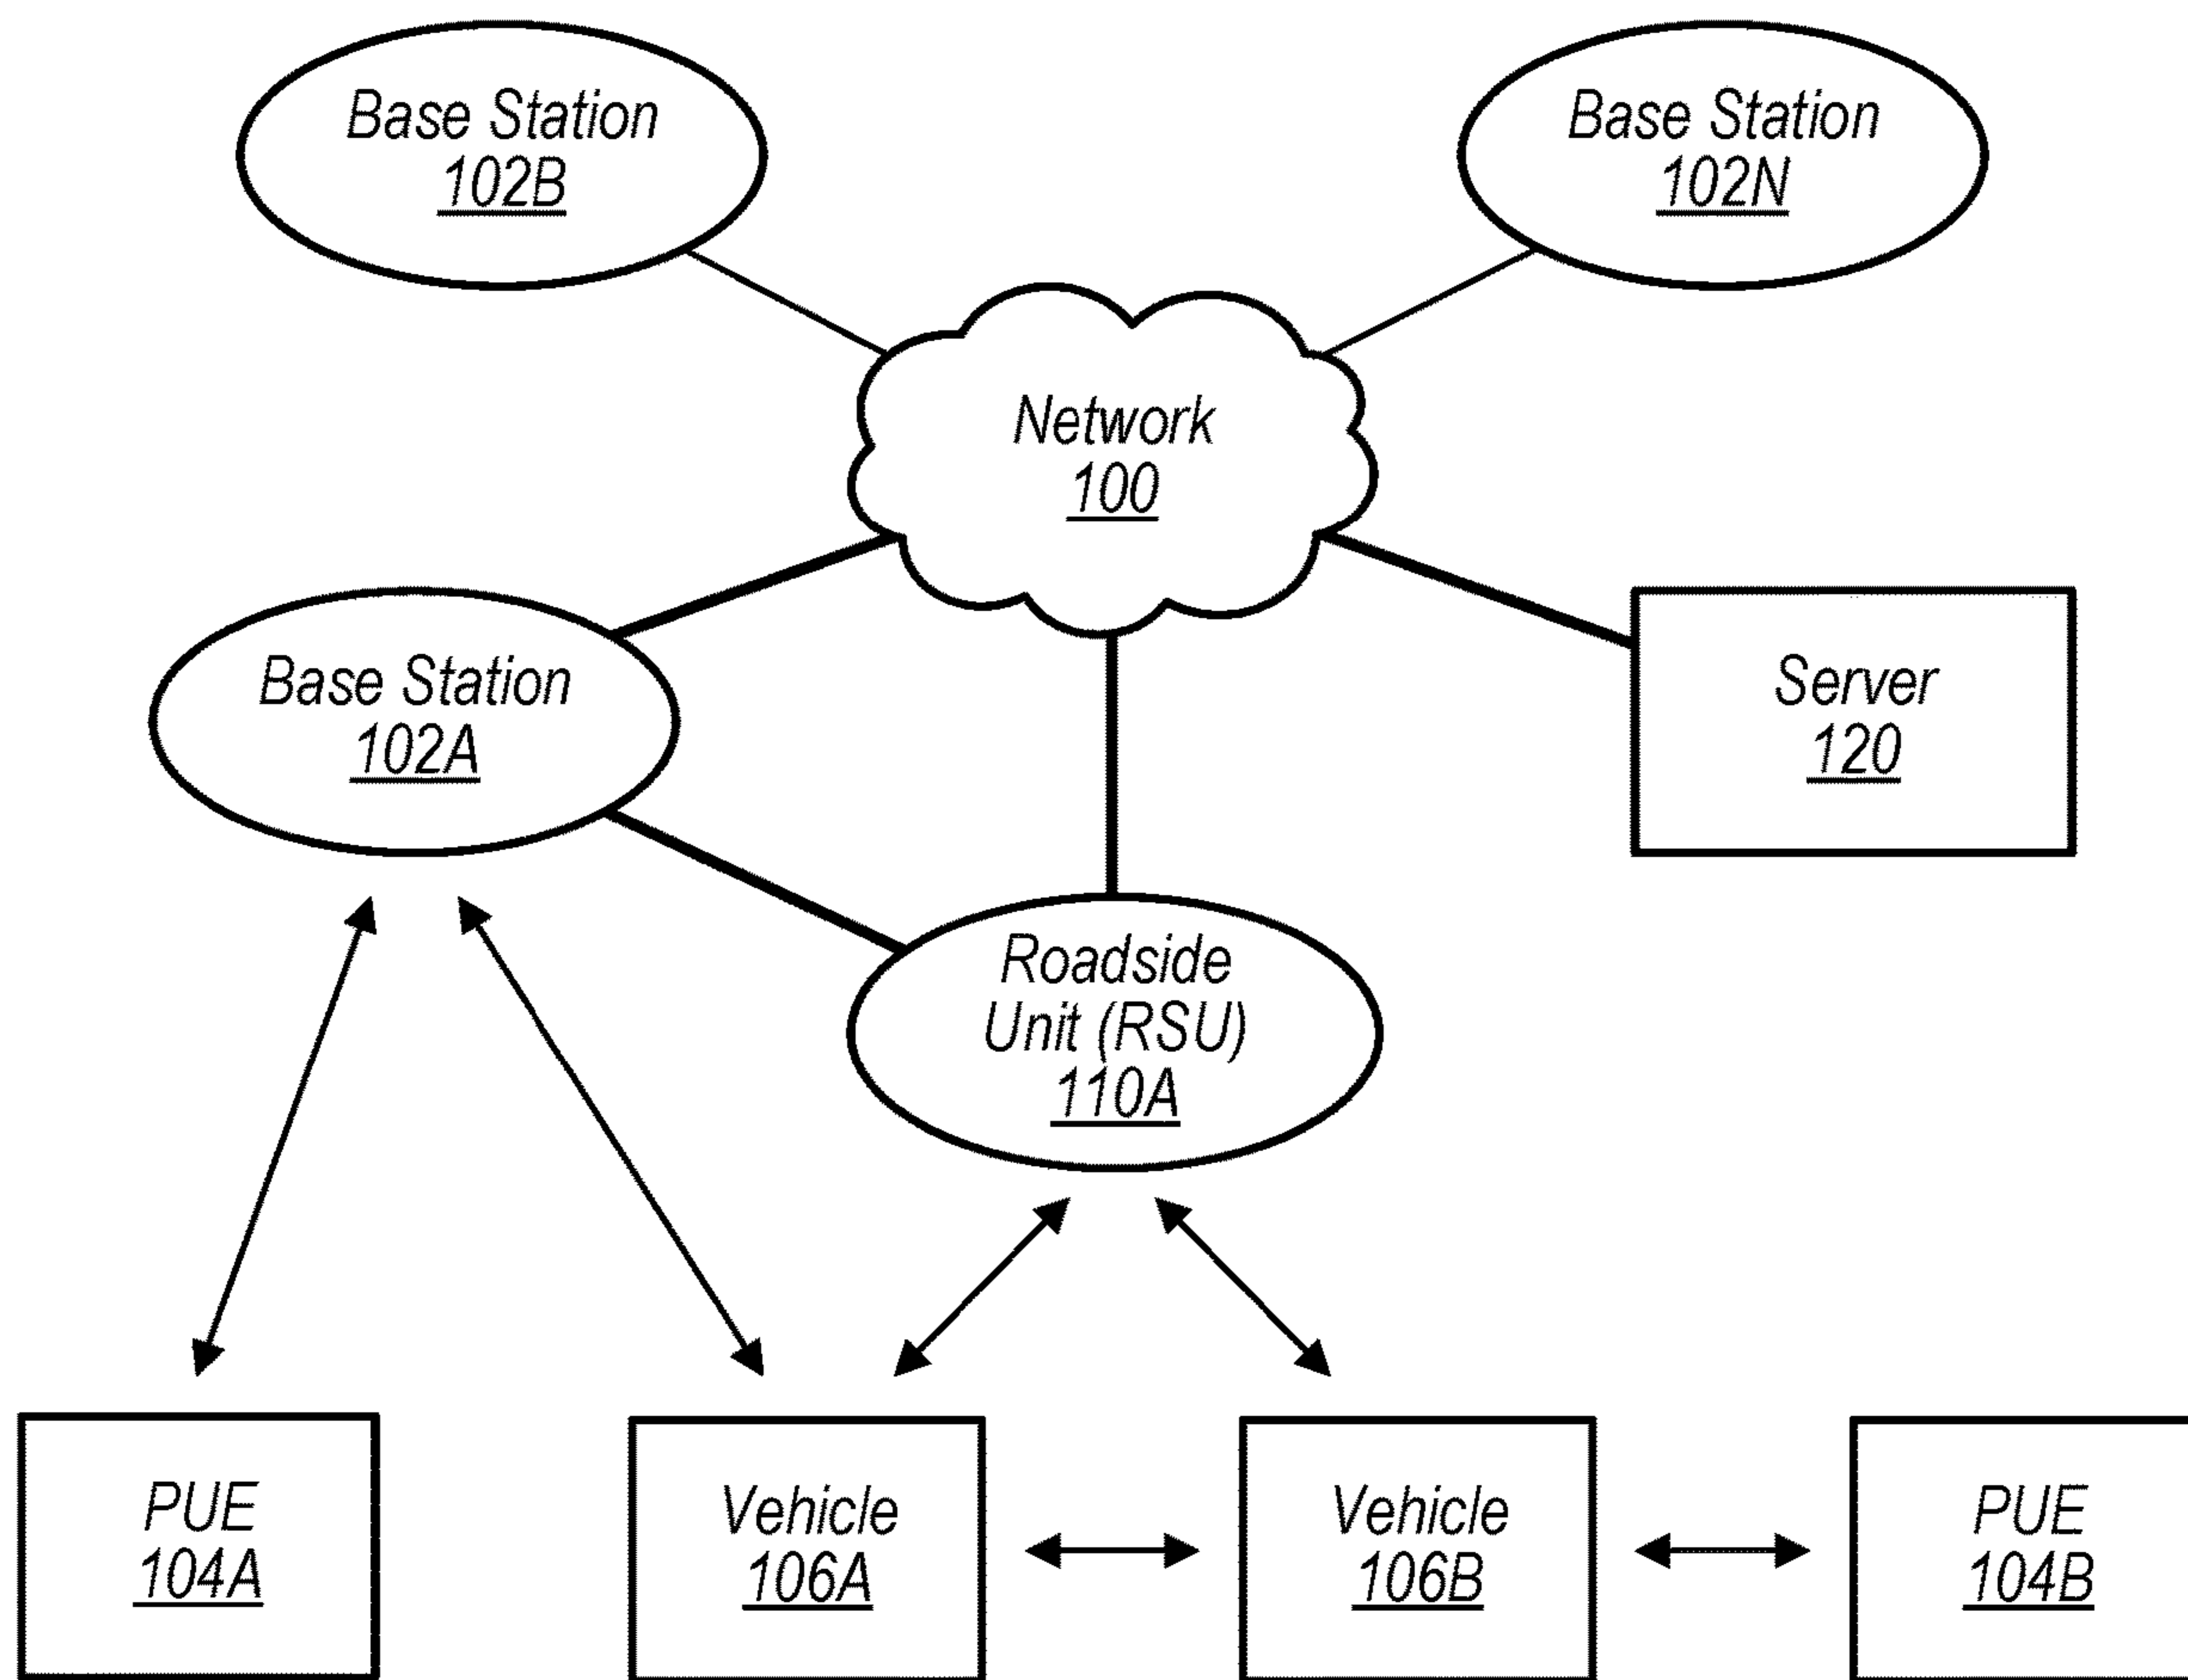 Base Station
102B
Base Station
102N
Network
100
Base Station
102A
Server
120
Roadside
Unit (RSU)
110A
PUE
104A
Vehicle
106A
Vehicle
106B
PUE
104B